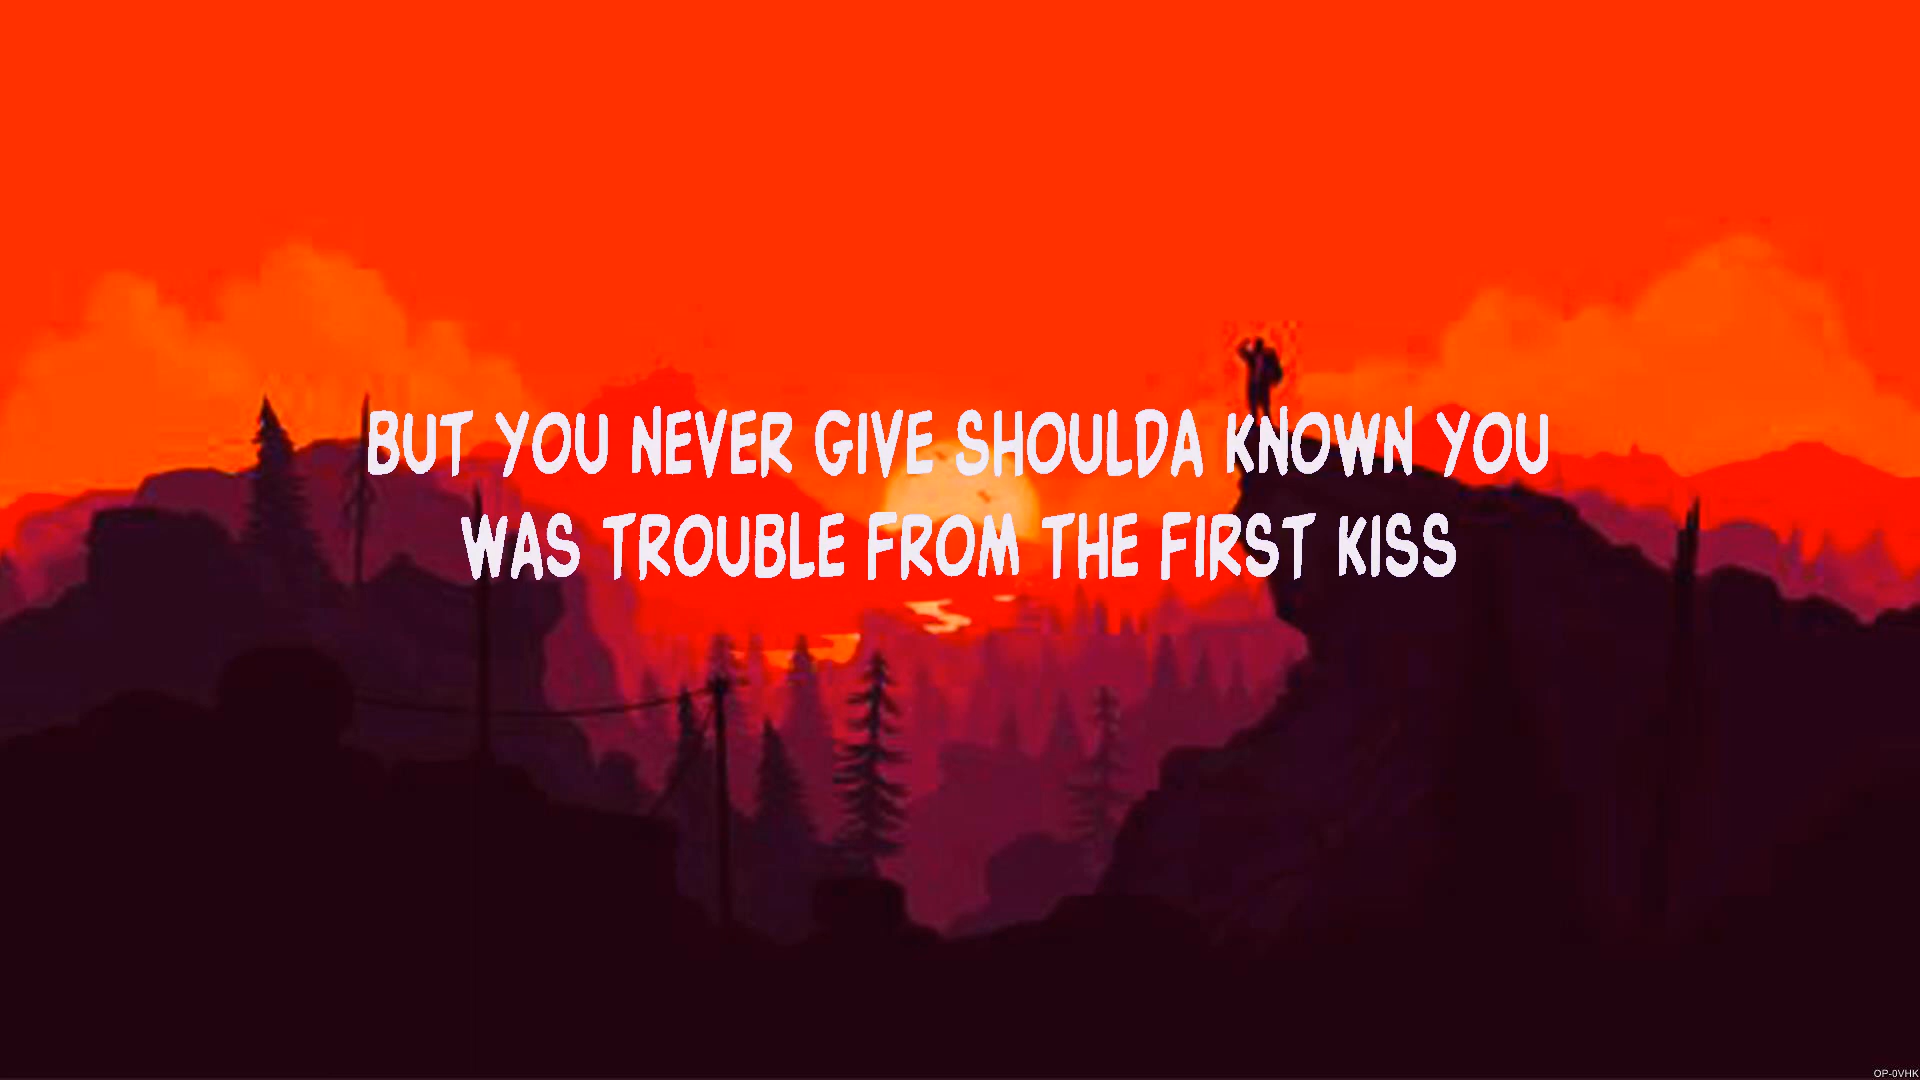 BUT YOU NEVER GIVE SHOULDA KNOWN YOU
WAS TROUBLE FROM THE FIRST KISS
OP-0VHK